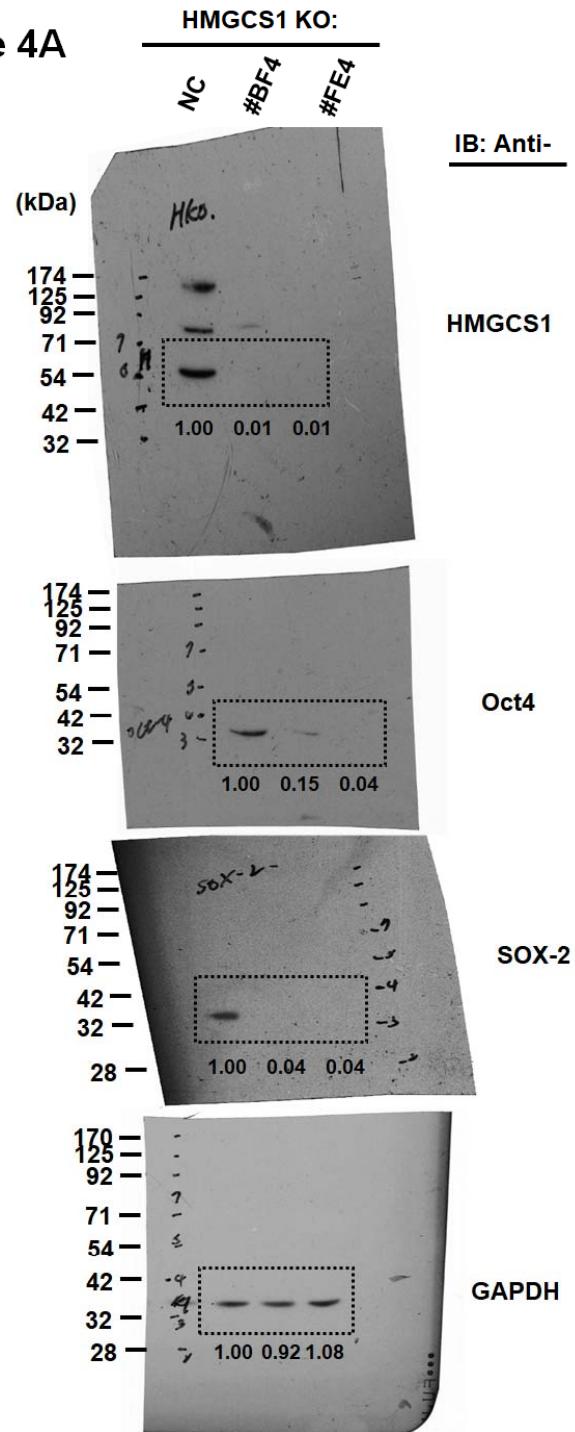 HMGCS1 KO:
e 4A
NC #BF4 #FE4
IB: Anti-
(kDa)
HKO.
174
125
92
71
54
42
32
HMGCS1
1.00 0.01 0.01
174
125
92
71
54
42
32
Oct4
1.00 0.15 0.04
SOX-2
174
125
92
71
54
42
32
28
SOX-2
1.00 0.04 0.04
170
125
92
71
54
42
32
28
GAPDH
1.00 0.92 1.08